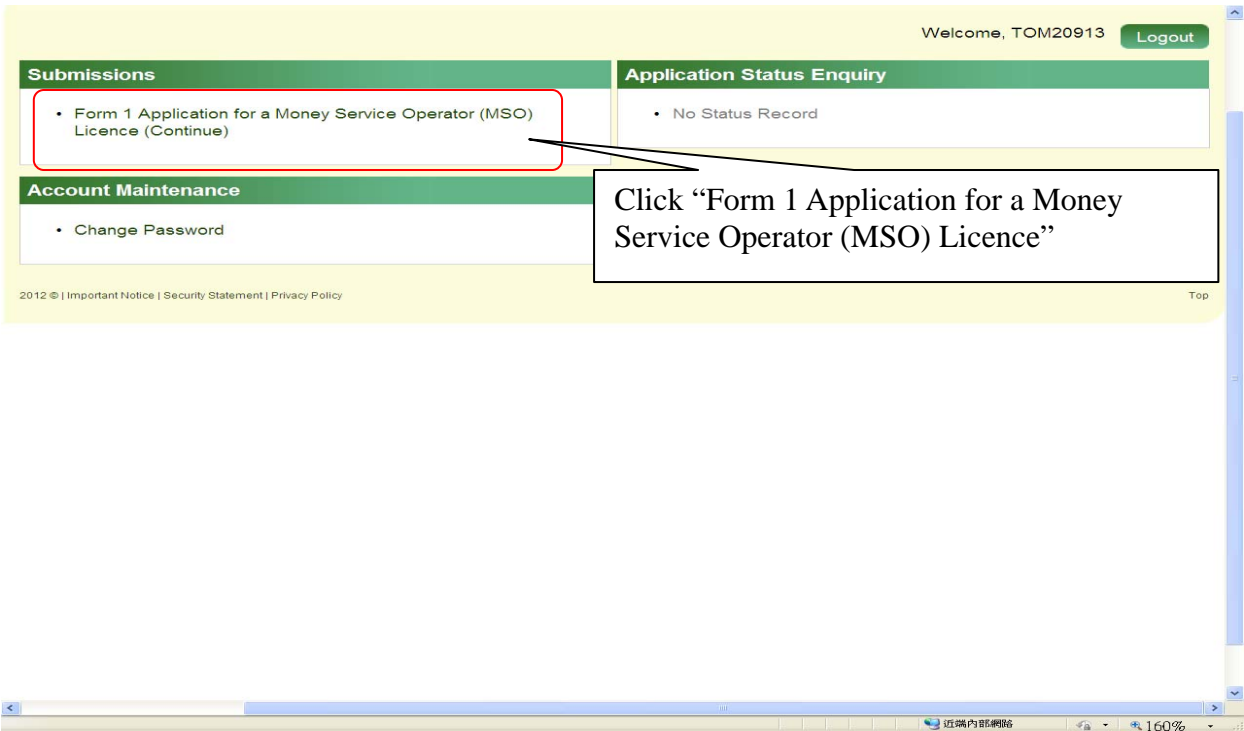 Welcome, TOM20913
Logout
Submissions
• Form 1 Application for a Money Service Operator (MSO)
Licence (Continue)
Application Status Enquiry
• No Status Record
Account Maintenance
• Change Password
Click “Form 1 Application for a Money
Service Operator (MSO) Licence”
2012 © | Important Notice | Security Statement | Privacy Policy
Top
近端內部網路
160%